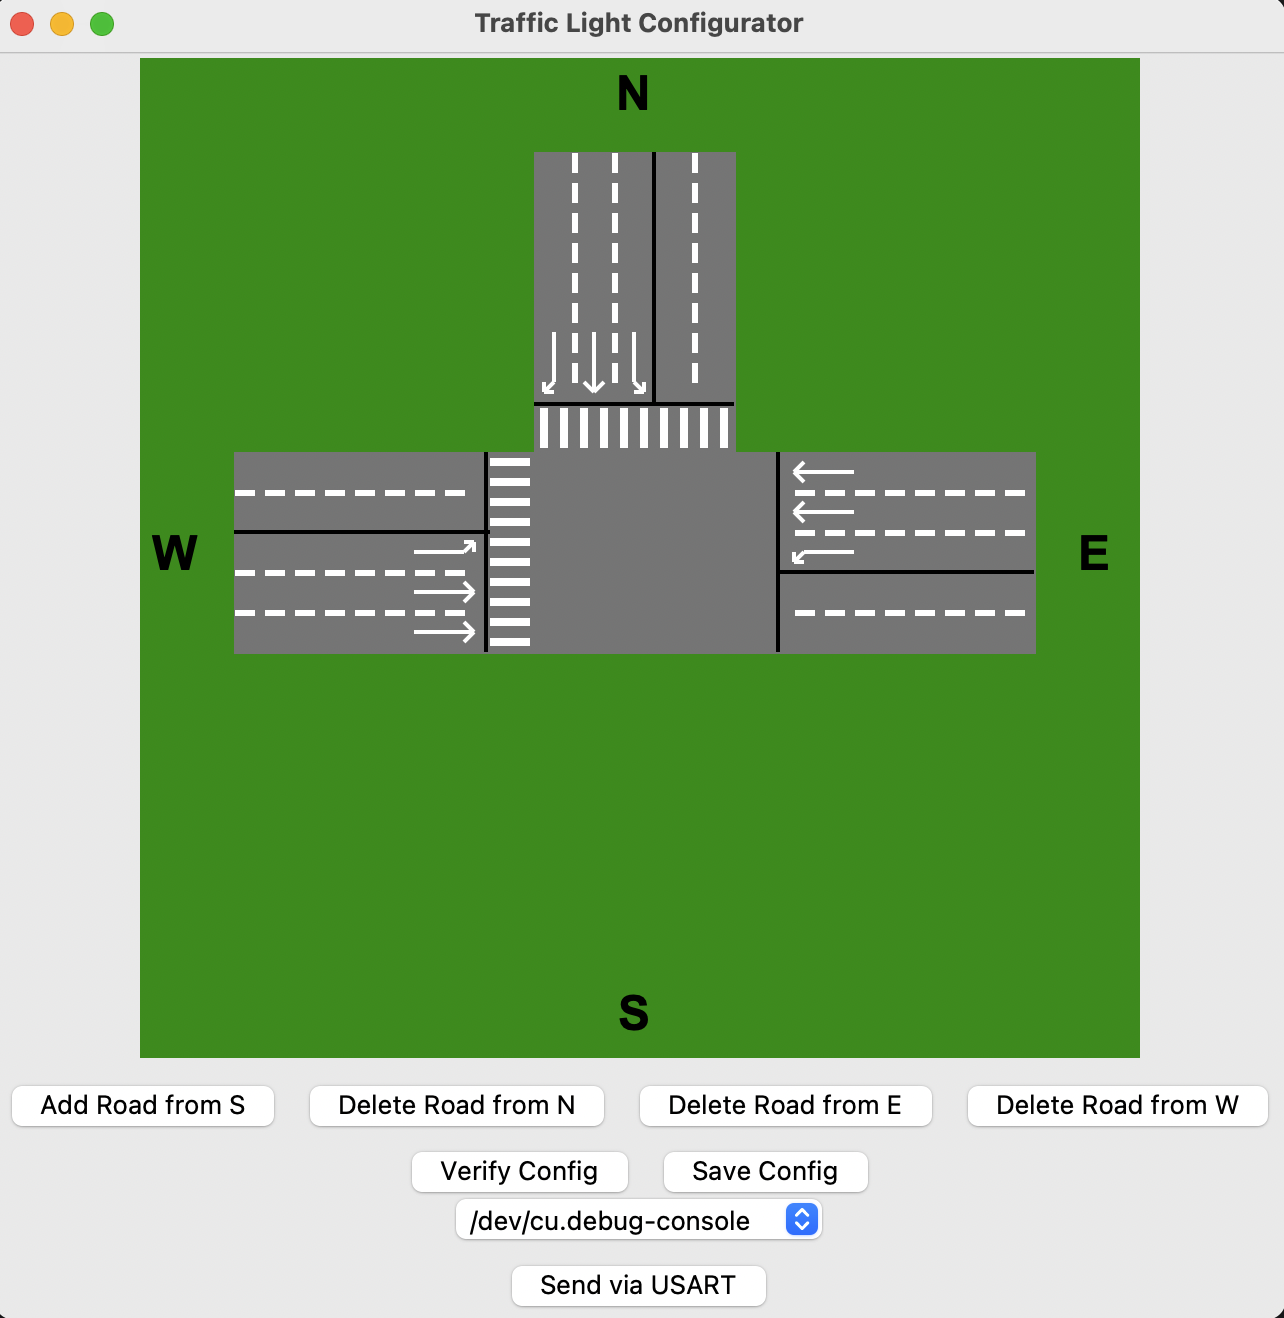 Traffic Light Configurator
N
W
E
S
Add Road from S
Delete Road from N
Delete Road from E
Delete Road from W
Verify Config
Save Config
/dev/cu.debug-console
Send via USART